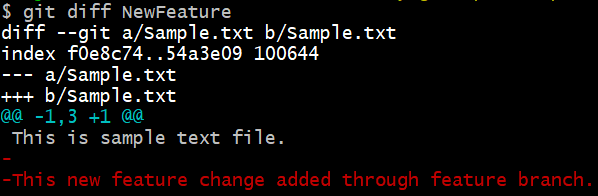 $ git diff NewFeature
diff --git a/Sample.txt b/Sample.txt
index f0e8c74..54a3e09 100644
--- a/Sample.txt
+++ b/Sample.txt
@@ -1,3 +1 @@
 This is sample text file.
-
-This new feature change added through feature branch.